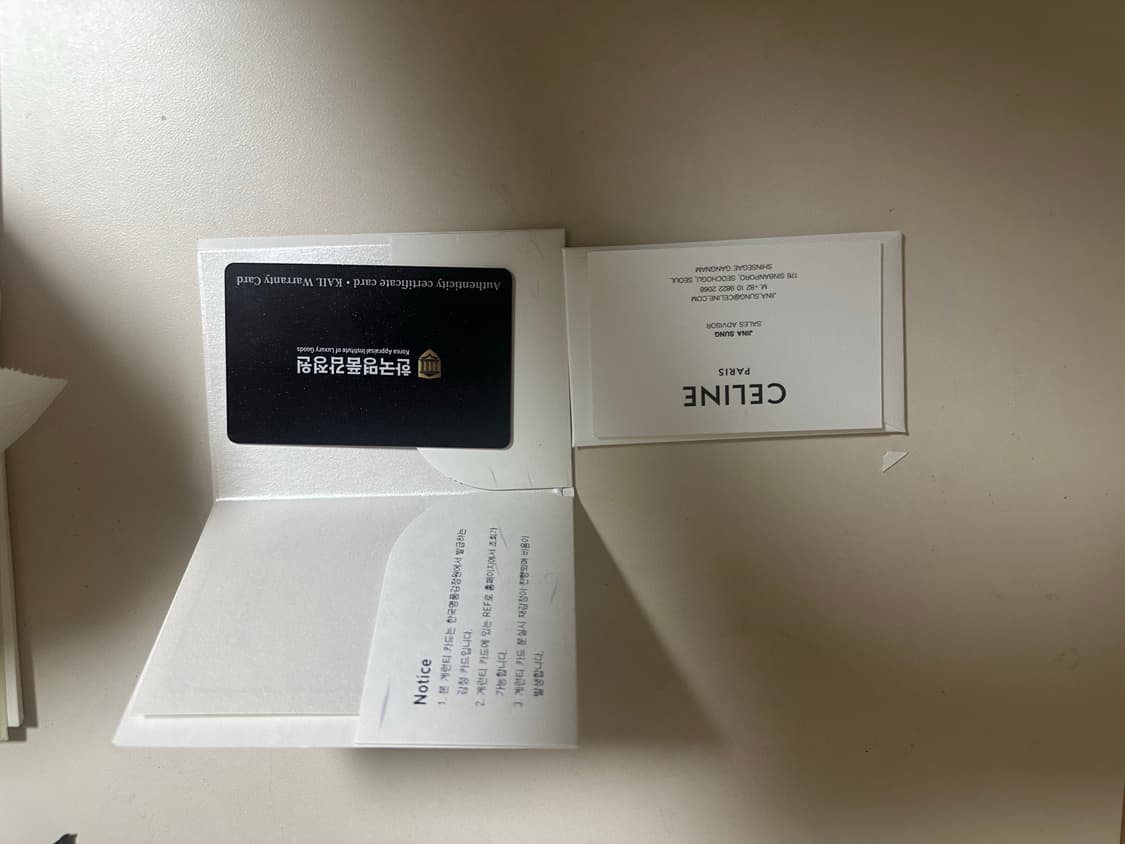 Authenticity certificate card • KAIL Warranty Card
한국명품감정원
Korea Appraisal Institute of Luxury Goods
CELINE
PARIS
JINA SUNG
SALES ADVISOR
JINA.SUNG@CELINE.COM
M. +82 10 9822 2068
176 SINBANPORO, SEOCHOGU, SEOUL
SHINSEGAE GANGNAM
Notice
1. 본 게런티 카드는 한국명품감정원에서 발급하는
감정 카드입니다.
2. 게런티 카드에 있는 REF로 홈페이지에서 조회가
가능합니다.
3. 게런티 카드 분실시 재감정이 진행되며 비용이
발생합니다.